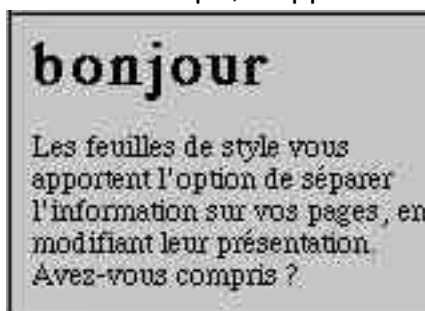 bonjour
Les feuilles de style vous
apportent l'option de séparer
l'information sur vos pages, en
modifiant leur présentation.
Avez-vous compris ?